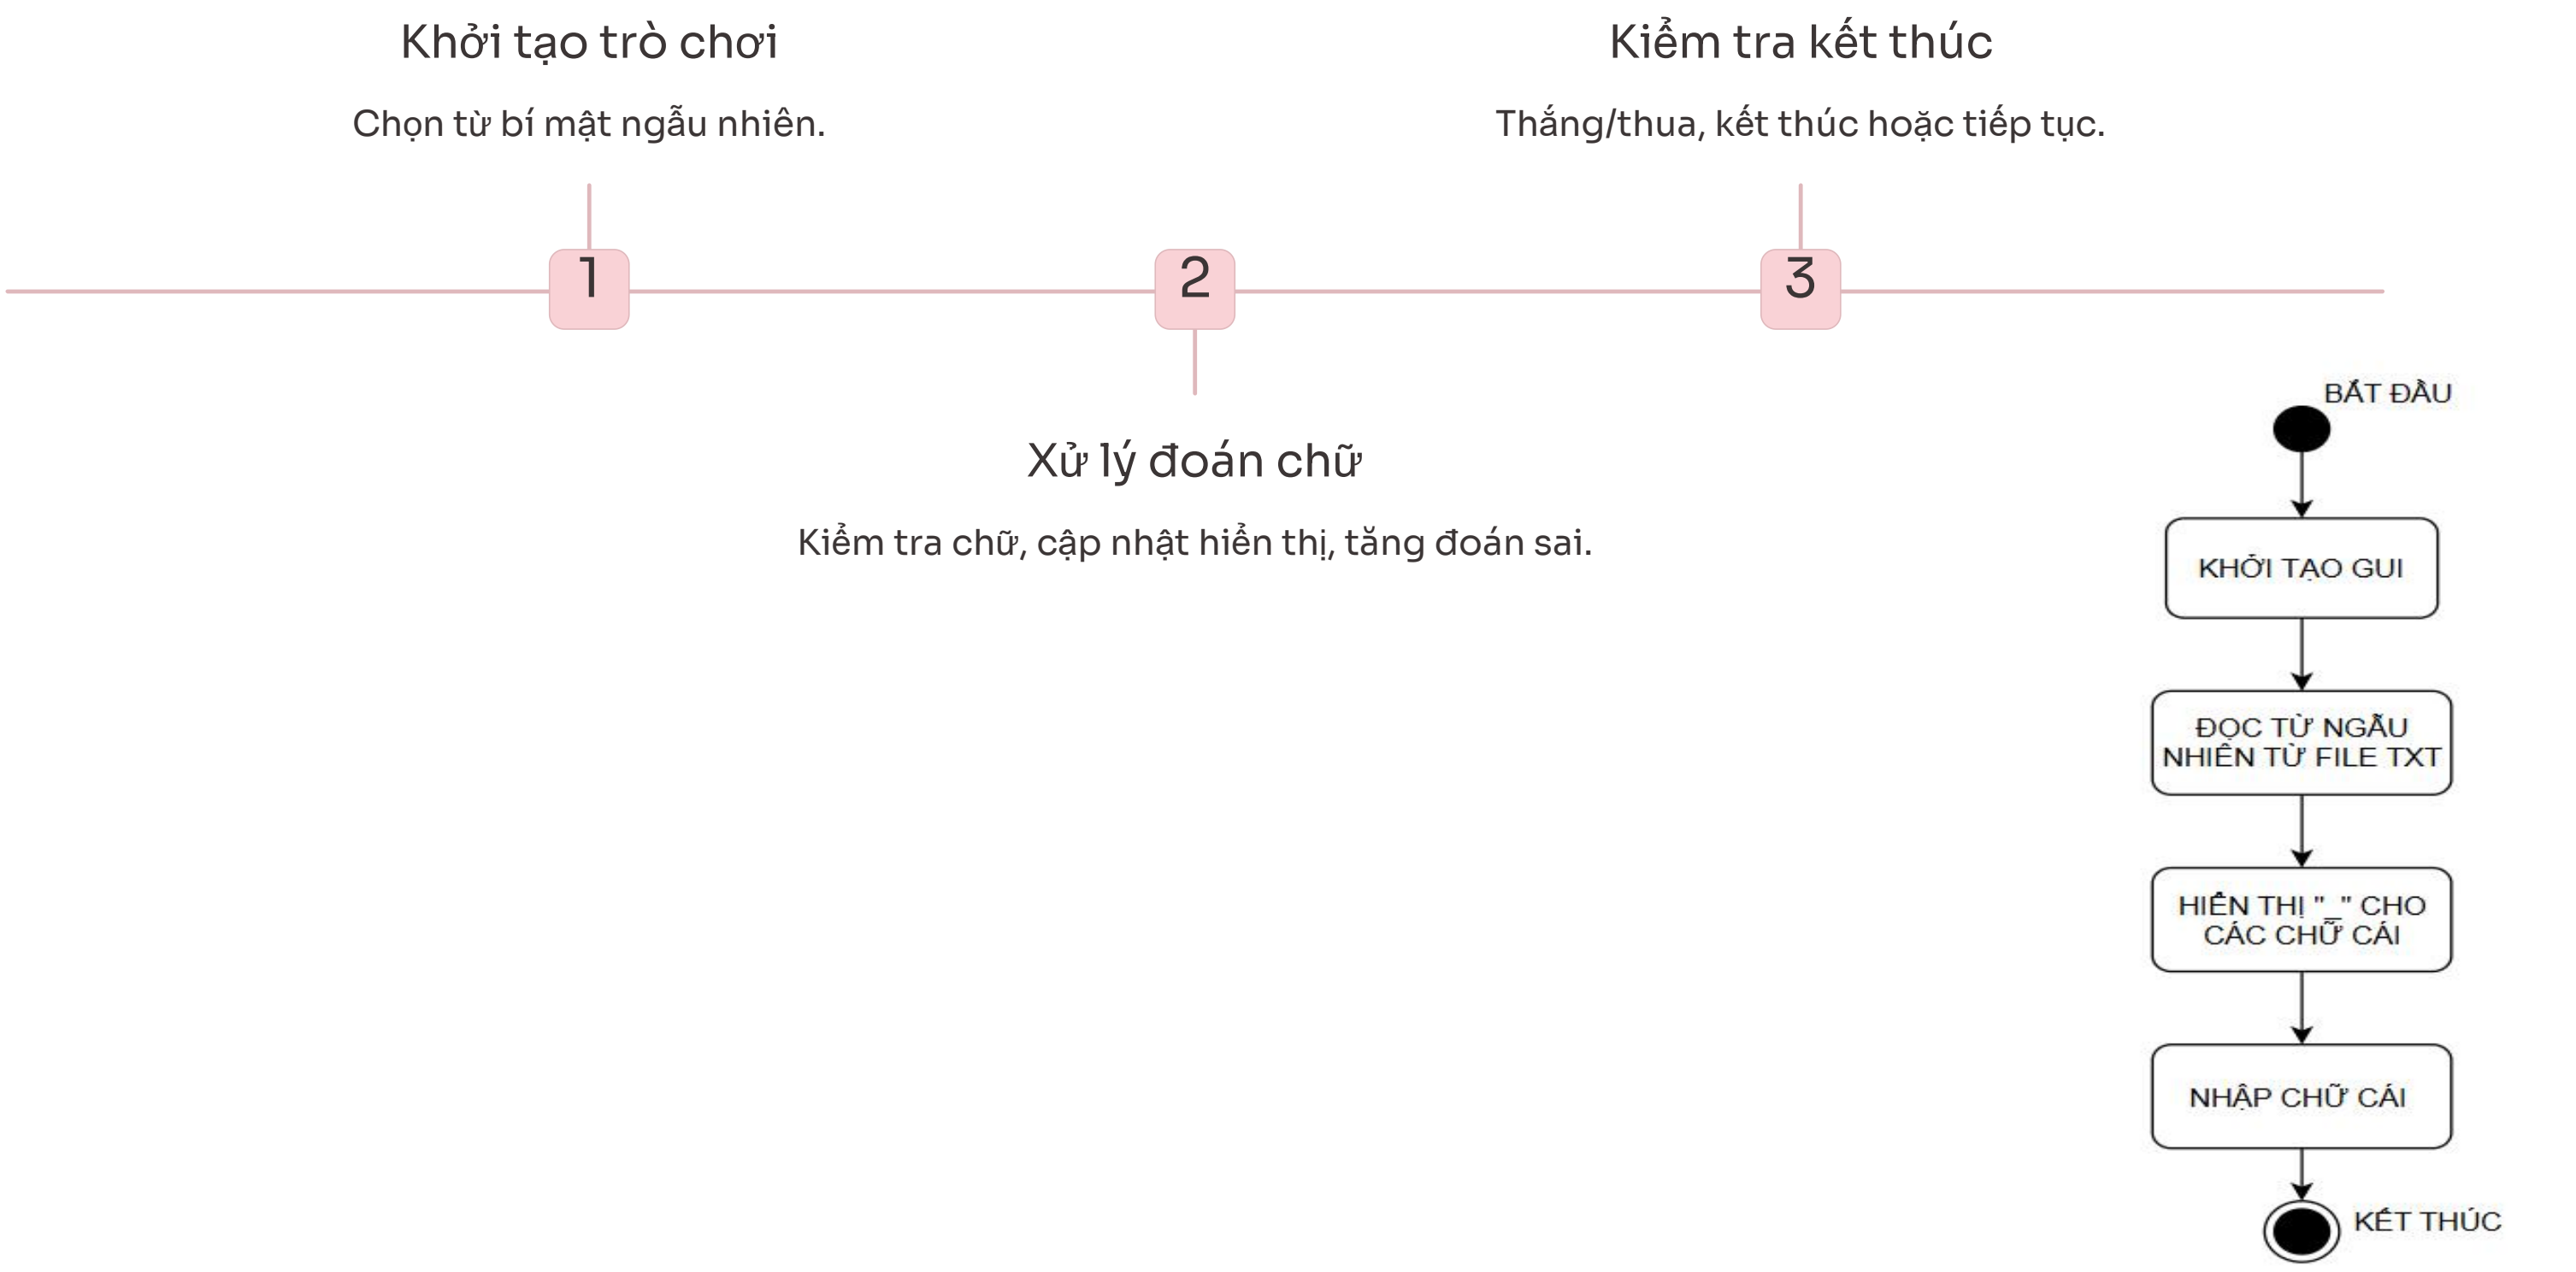 Khởi tạo trò chơi
Chọn từ bí mật ngẫu nhiên.
Kiểm tra kết thúc
Thắng/thua, kết thúc hoặc tiếp tục.
1
2
3
Xử lý đoán chữ
Kiểm tra chữ, cập nhật hiển thị, tăng đoán sai.
BẮT ĐẦU
KHỞI TẠO GUI
ĐỌC TỪ NGẪU
NHIÊN TỪ FILE TXT
HIỂN THỊ "_" CHO
CÁC CHỮ CÁI
NHẬP CHỮ CÁI
KẾT THÚC